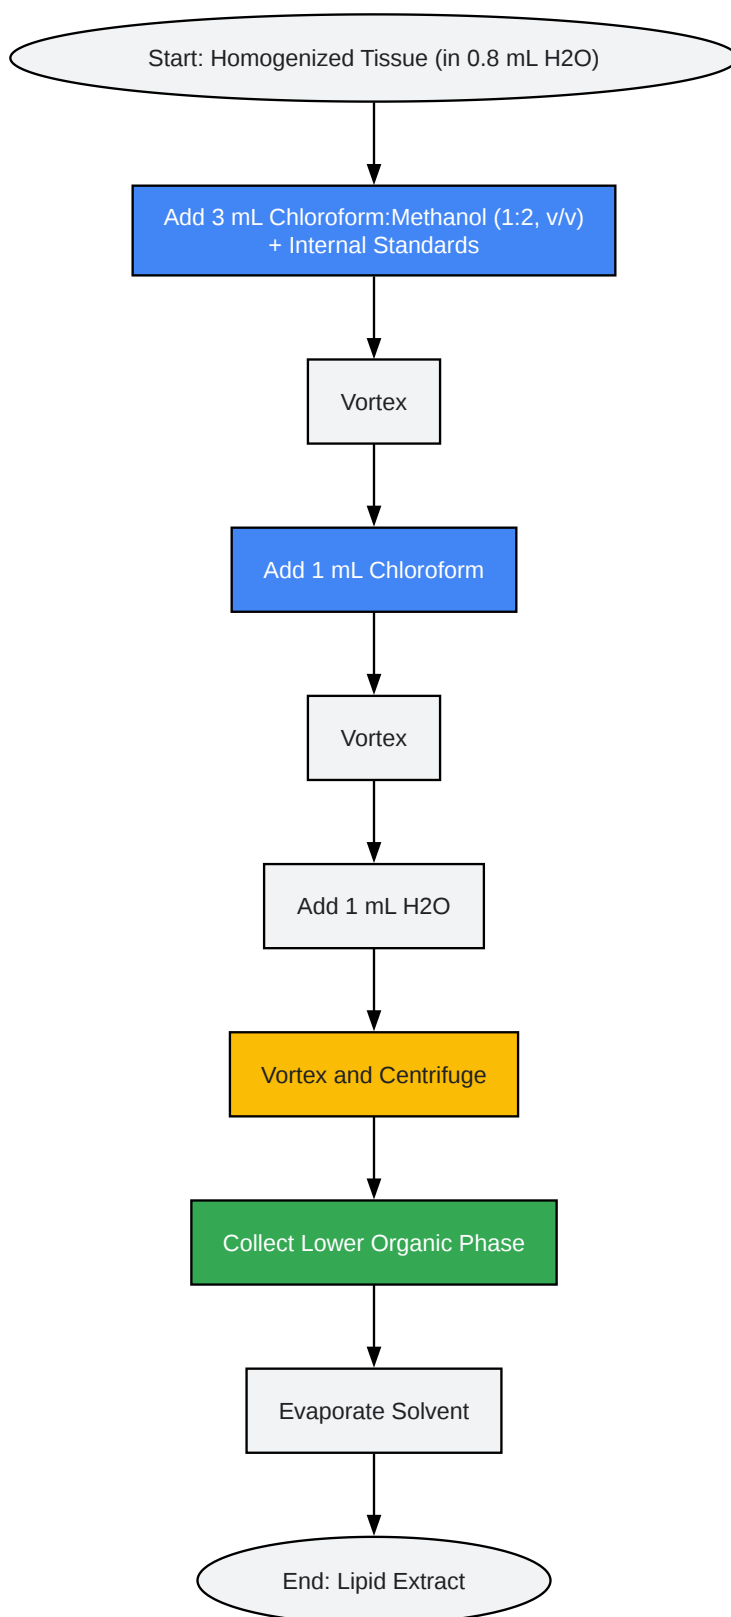 Start: Homogenized Tissue (in 0.8 mL H2O)
Add 3 mL Chloroform:Methanol (1:2, v/v)
+ Internal Standards
Vortex
Add 1 mL Chloroform
Vortex
Add 1 mL H2O
Vortex and Centrifuge
Collect Lower Organic Phase
Evaporate Solvent
End: Lipid Extract